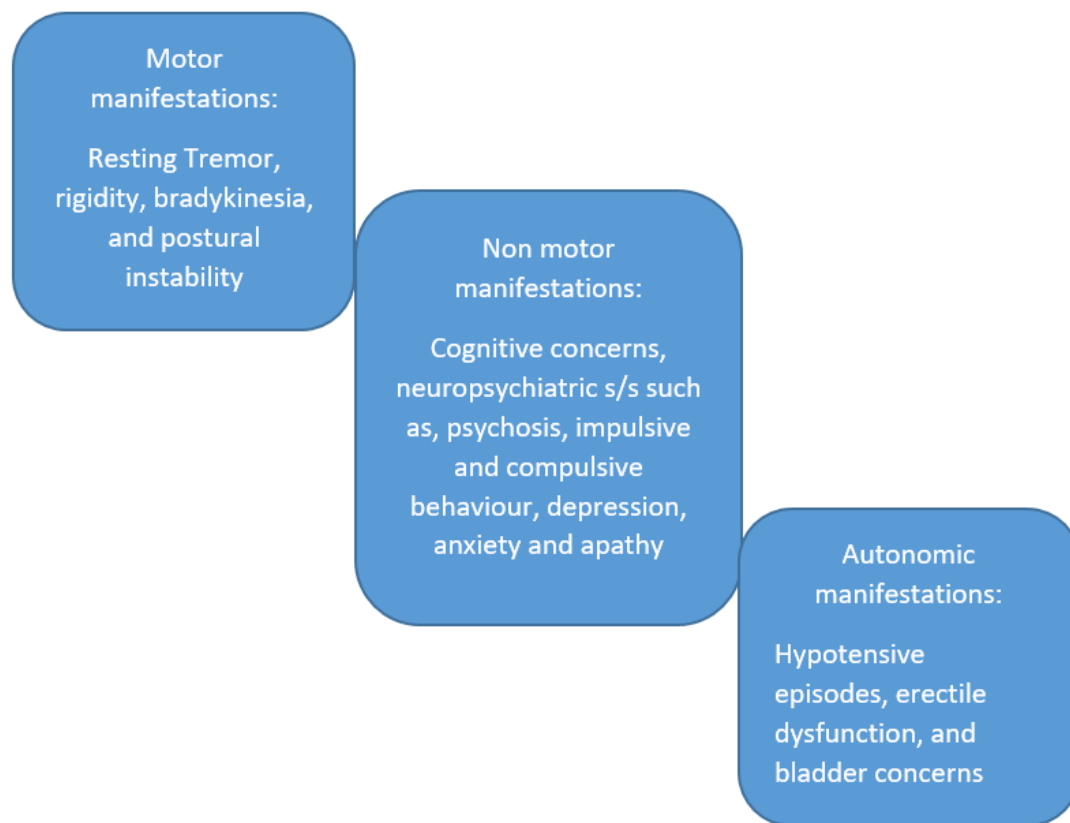 Motor
manifestations:
Resting Tremor,
rigidity, bradykinesia,
and postural
instability
Non motor
manifestations:
Cognitive concerns,
neuropsychiatric s/s such
as, psychosis, impulsive
and compulsive
behaviour, depression,
anxiety and apathy
Autonomic
manifestations:
Hypotensive
episodes, erectile
dysfunction, and
bladder concerns